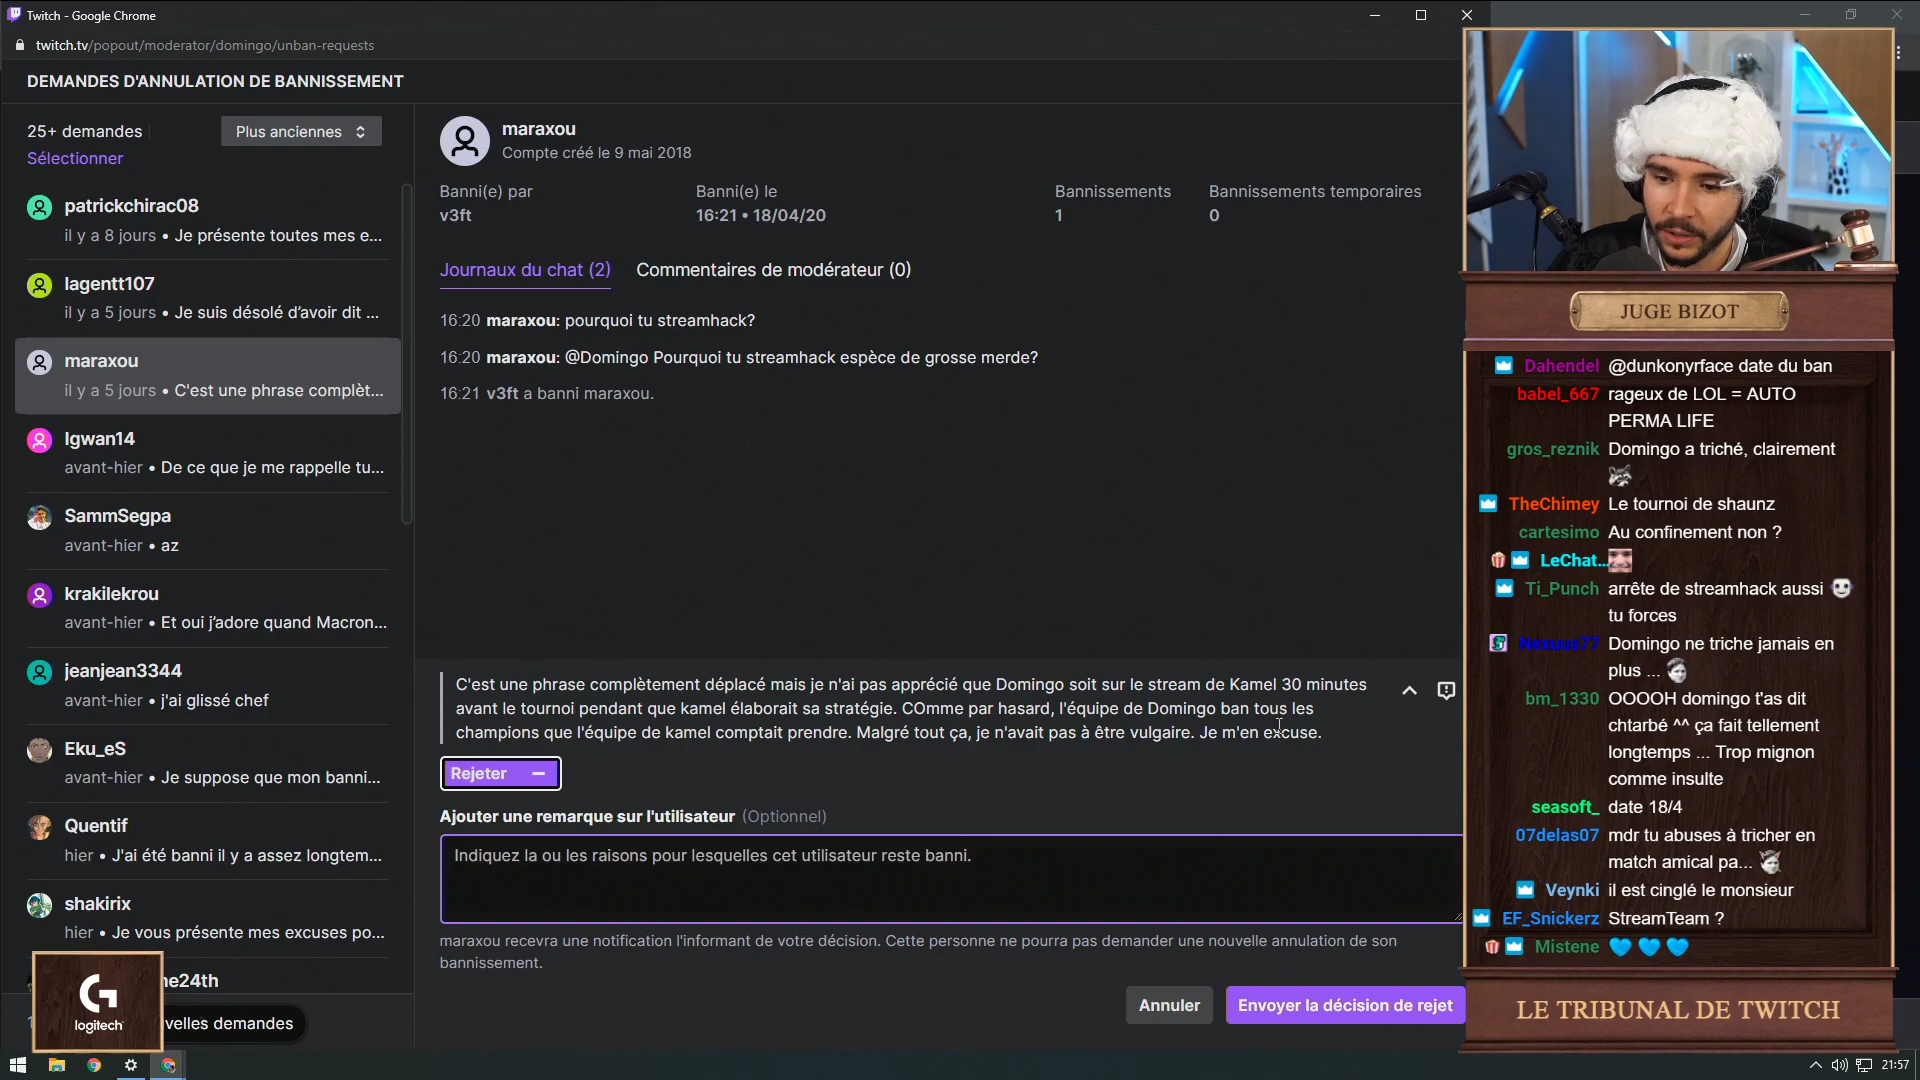 Twitch - Google Chrome
twitch.tv/popout/moderator/domingo/unban-requests
DEMANDES D'ANNULATION DE BANNISSEMENT
25+ demandes
Plus anciennes
Sélectionner
patrickchirac08
il y a 8 jours • Je présente toutes mes e...
lagentt107
il y a 5 jours • Je suis désolé d'avoir dit ...
maraxou
il y a 5 jours • C'est une phrase complèt...
Igwan14
avant-hier • De ce que je me rappelle tu...
SammSegpa
avant-hier • az
krakilekrou
avant-hier • Et oui j'adore quand Macron...
jeanjean3344
avant-hier • j'ai glissé chef
Eku_eS
avant-hier • Je suppose que mon banni...
Quentif
hier • J'ai été banni il y a assez longtem...
shakirix
hier • Je vous présente mes excuses po...
ne24th
velles demandes
logitech
maraxou
Compte créé le 9 mai 2018
Banni(e) par
Banni(e) le
Bannissements
Bannissements temporaires
v3ft
16:21 • 18/04/20
1
0
Journaux du chat (2)
Commentaires de modérateur (0)
16:20 maraxou: pourquoi tu streamhack?
16:20 maraxou: @Domingo Pourquoi tu streamhack espèce de grosse merde?
16:21 v3ft a banni maraxou.
C'est une phrase complètement déplacé mais je n'ai pas apprécié que Domingo soit sur le stream de Kamel 30 minutes
avant le tournoi pendant que kamel élaborait sa stratégie. COmme par hasard, l'équipe de Domingo ban tous les
champions que l'équipe de kamel comptait prendre. Malgré tout ça, je n'avait pas à être vulgaire. Je m'en excuse.
Rejeter
Ajouter une remarque sur l'utilisateur (Optionnel)
Indiquez la ou les raisons pour lesquelles cet utilisateur reste banni.
maraxou recevra une notification l'informant de votre décision. Cette personne ne pourra pas demander une nouvelle annulation de son
bannissement.
Annuler
Envoyer la décision de rejet
JUGE BIZOT
Dahendel @dunkonyrface date du ban
babel_667 rageux de LOL = AUTO
PERMA LIFE
gros_reznik Domingo a triché, clairement
TheChimey Le tournoi de shaunz
cartesimo Au confinement non ?
LeChat...
Ti_Punch arrête de streamhack aussi
tu forces
Nexuus77 Domingo ne triche jamais en
plus ...
bm_1330 OOOOH domingo t'as dit
chtarbé ^^ ça fait tellement
longtemps ... Trop mignon
comme insulte
seasoft_ date 18/4
07delas07 mdr tu abuses à tricher en
match amical pa...
Veynki il est cinglé le monsieur
EF_Snickerz StreamTeam ?
Mistene 💙 💙 💙
LE TRIBUNAL DE TWITCH
21:57